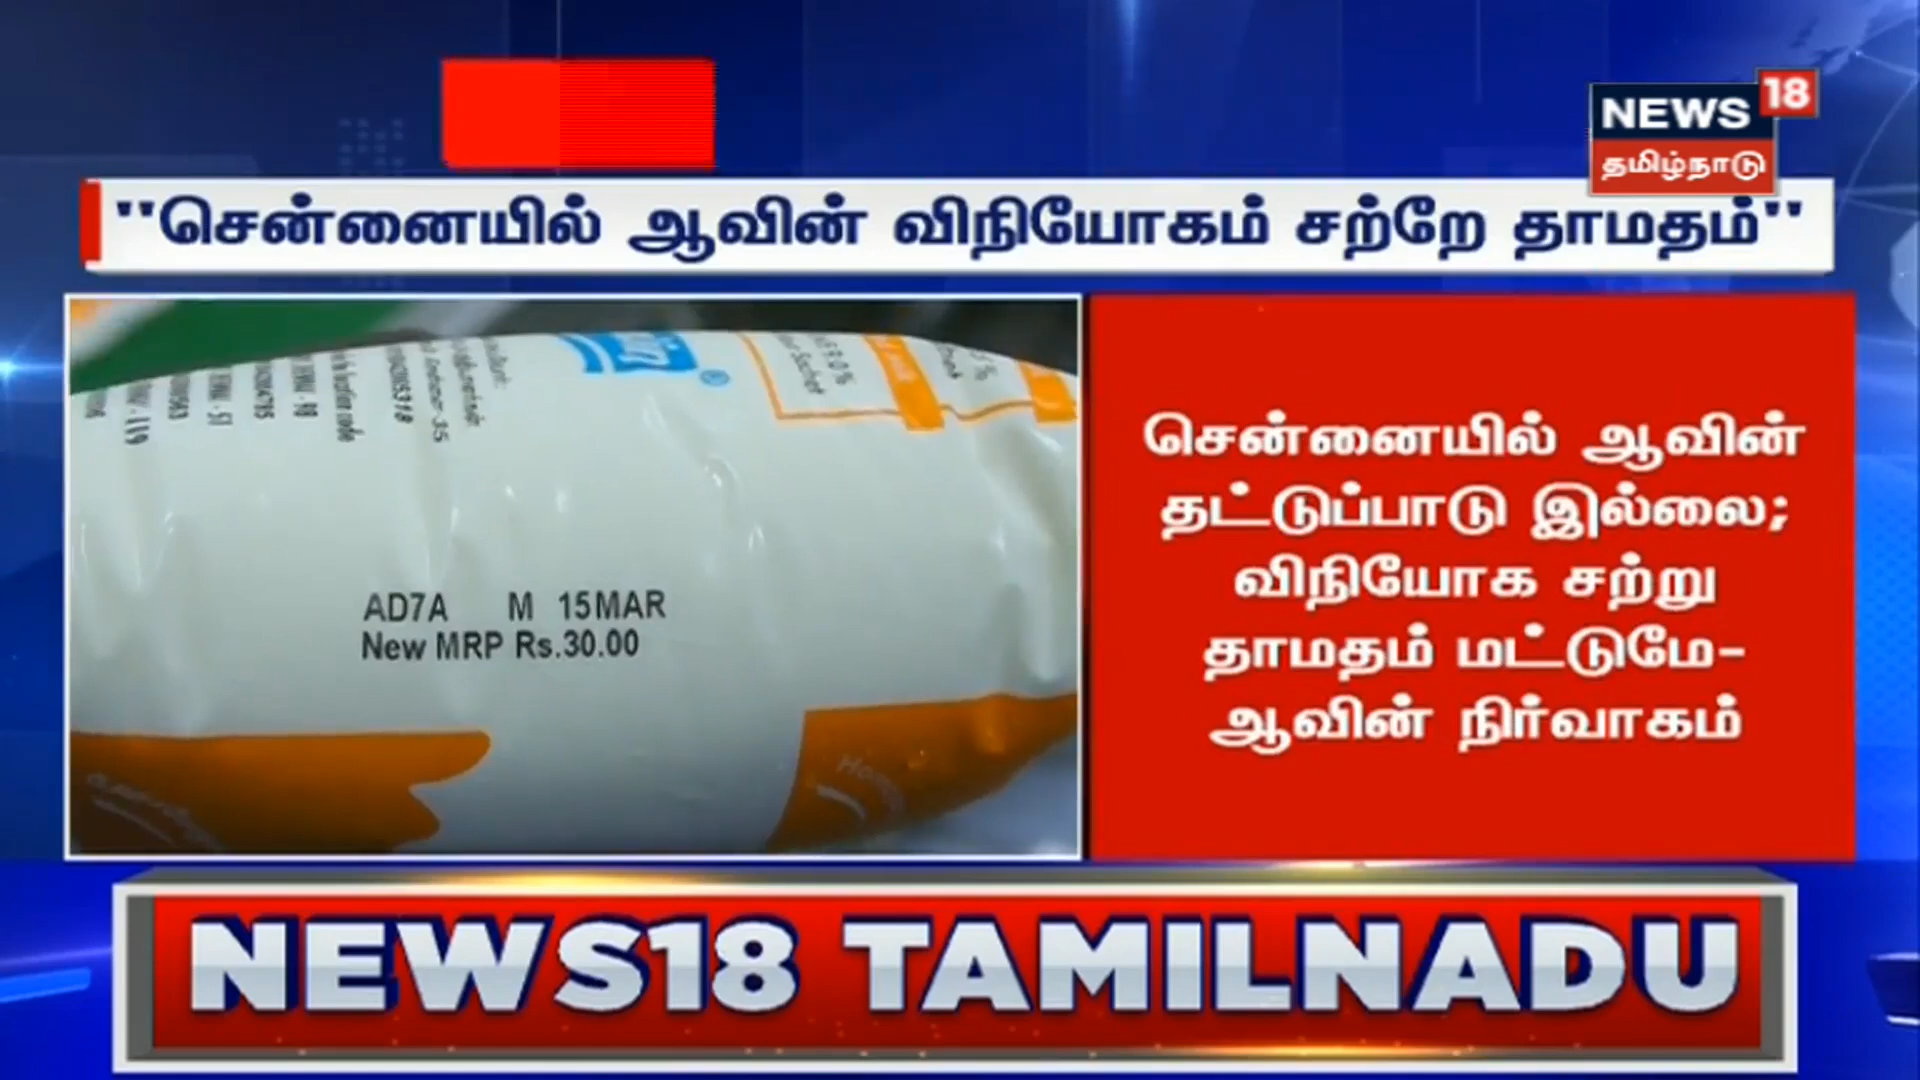 NEWS 18
தமிழ்நாடு
"சென்னையில் ஆவின் விநியோகம் சற்றே தாமதம்"
சென்னையில் ஆவின்
தட்டுப்பாடு இல்லை;
விநியோக சற்று
தாமதம் மட்டுமே-
ஆவின் நிர்வாகம்
AD7A M 15MAR
New MRP Rs.30.00
NEWS18 TAMILNADU